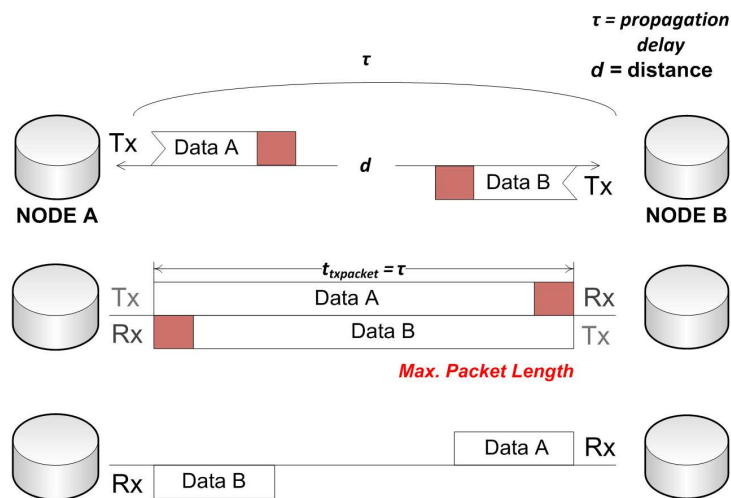 τ = propagation
delay
d = distance
τ
Tx
Data A
d
Data B
Tx
NODE A
NODE B
t_txpacket = τ
Tx
Data A
Rx
Rx
Data B
Tx
Max. Packet Length
Data A
Rx
Rx
Data B